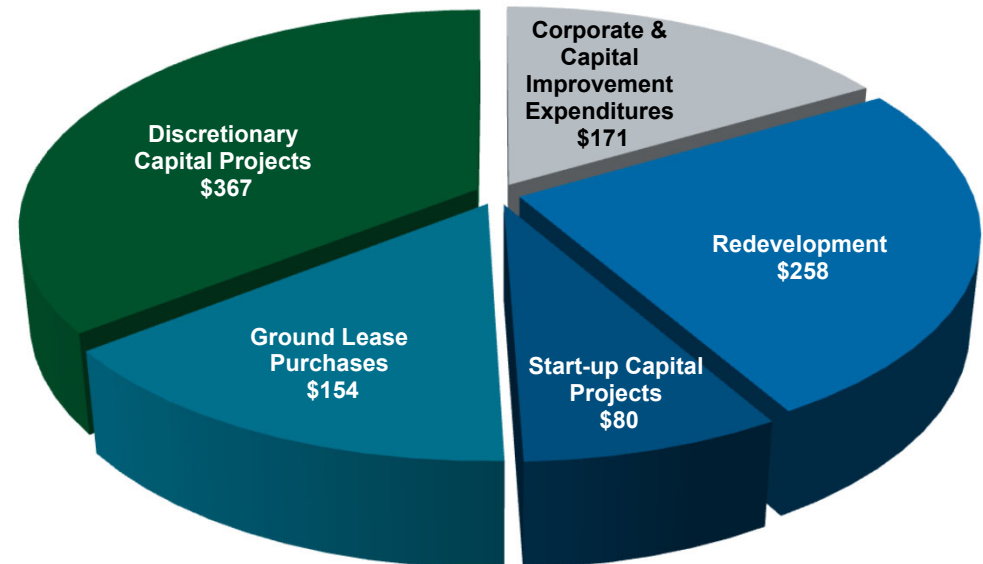 Corporate &
Capital
Improvement
Expenditures
$171
Discretionary
Capital Projects
$367
Redevelopment
$258
Ground Lease
Purchases
$154
Start-up Capital
Projects
$80